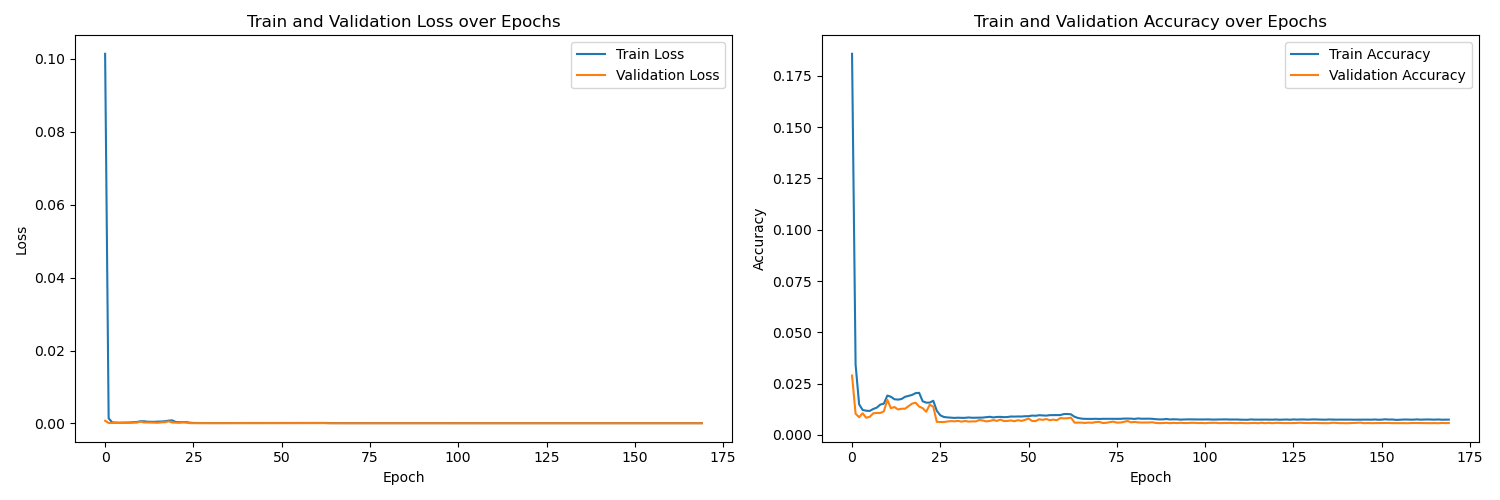 Train and Validation Loss over Epochs
Train Loss
Validation Loss
0.10
0.08
0.06
0.04
0.02
0.00
Loss
0 25 50 75 100 125 150 175
Epoch
Train and Validation Accuracy over Epochs
Train Accuracy
Validation Accuracy
0.175
0.150
0.125
0.100
0.075
0.050
0.025
0.000
Accuracy
0 25 50 75 100 125 150 175
Epoch